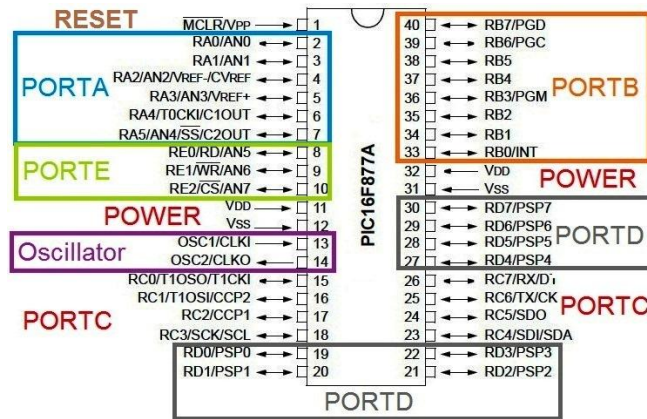 RESET
MCLR/VPP 1
RA0/AN0 2
RA1/AN1 3
RA2/AN2/VREF-/CVREF 4
PORTA
RA3/AN3/VREF+ 5
RA4/T0CKI/C1OUT 6
RA5/AN4/SS/C2OUT 7
RE0/RD/AN5 8
PORTE
RE1/WR/AN6 9
RE2/CS/AN7 10
VDD 11
POWER
VSS 12
OSC1/CLKI 13
Oscillator
OSC2/CLKO 14
RC0/T1OSO/T1CKI 15
RC1/T1OSI/CCP2 16
PORTC
RC2/CCP1 17
RC3/SCK/SCL 18
RD0/PSP0 19
RD1/PSP1 20
PIC16F877A
40 RB7/PGD
39 RB6/PGC
38 RB5
37 RB4
PORTB
36 RB3/PGM
35 RB2
34 RB1
33 RB0/INT
32 VDD
POWER
31 VSS
30 RD7/PSP7
29 RD6/PSP6
PORTD
28 RD5/PSP5
27 RD4/PSP4
26 RC7/RX/DT
25 RC6/TX/CK
PORTC
24 RC5/SDO
23 RC4/SDI/SDA
22 RD3/PSP3
21 RD2/PSP2
PORTD